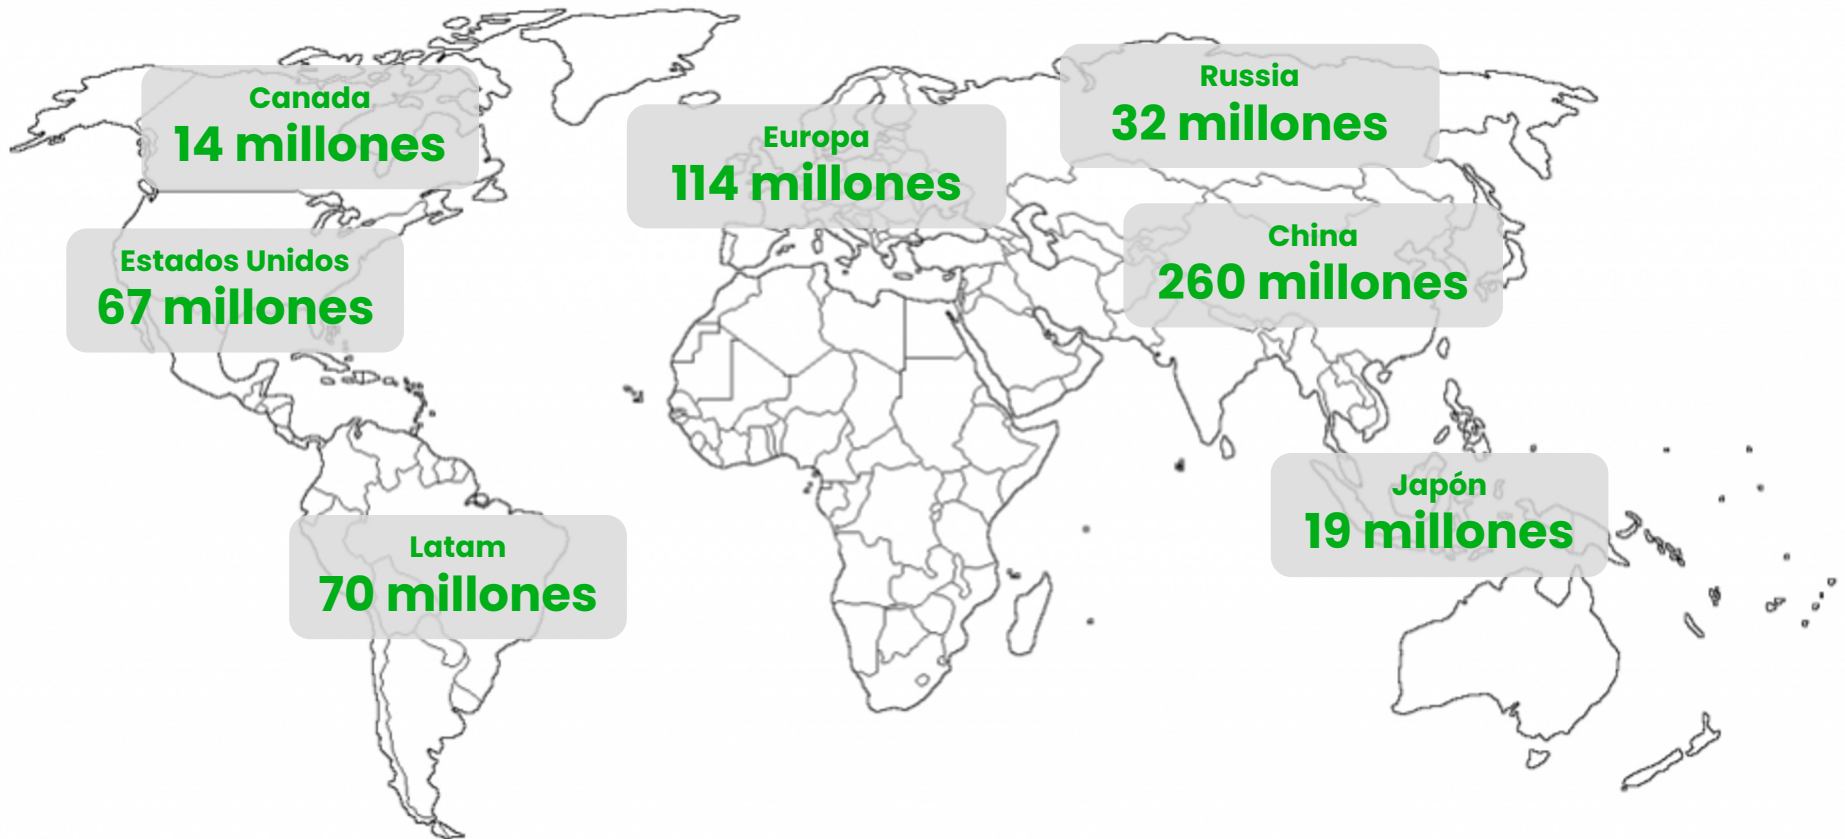 Canada
14 millones
Estados Unidos
67 millones
Latam
70 millones
Europa
114 millones
Russia
32 millones
China
260 millones
Japón
19 millones